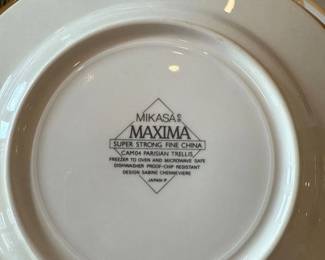 MIKASA®
MAXIMA
SUPER STRONG FINE CHINA
CAM04 PARISIAN TRELLIS
FREEZER TO OVEN AND MICROWAVE SAFE
DISHWASHER PROOF-CHIP RESISTANT
DESIGN SABINE CHENNEVIERE
JAPAN P